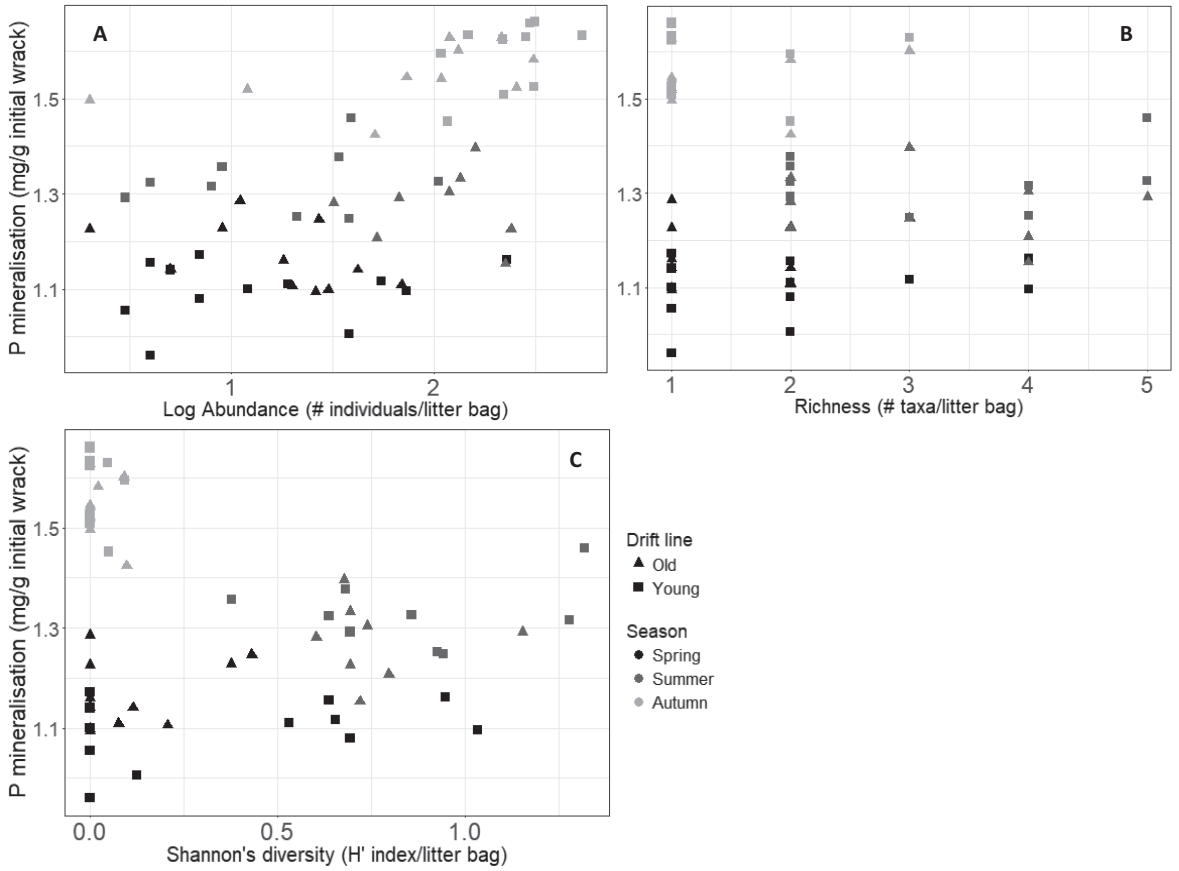 A
P mineralisation (mg/g initial wrack)
1.5
1.3
1.1
1
2
Log Abundance (# individuals/litter bag)
B
1.5
1.3
1.1
1
2
3
4
5
Richness (# taxa/litter bag)
C
P mineralisation (mg/g initial wrack)
1.5
1.3
1.1
0.0
0.5
1.0
Shannon's diversity (H' index/litter bag)
Drift line
Old
Young
Season
Spring
Summer
Autumn